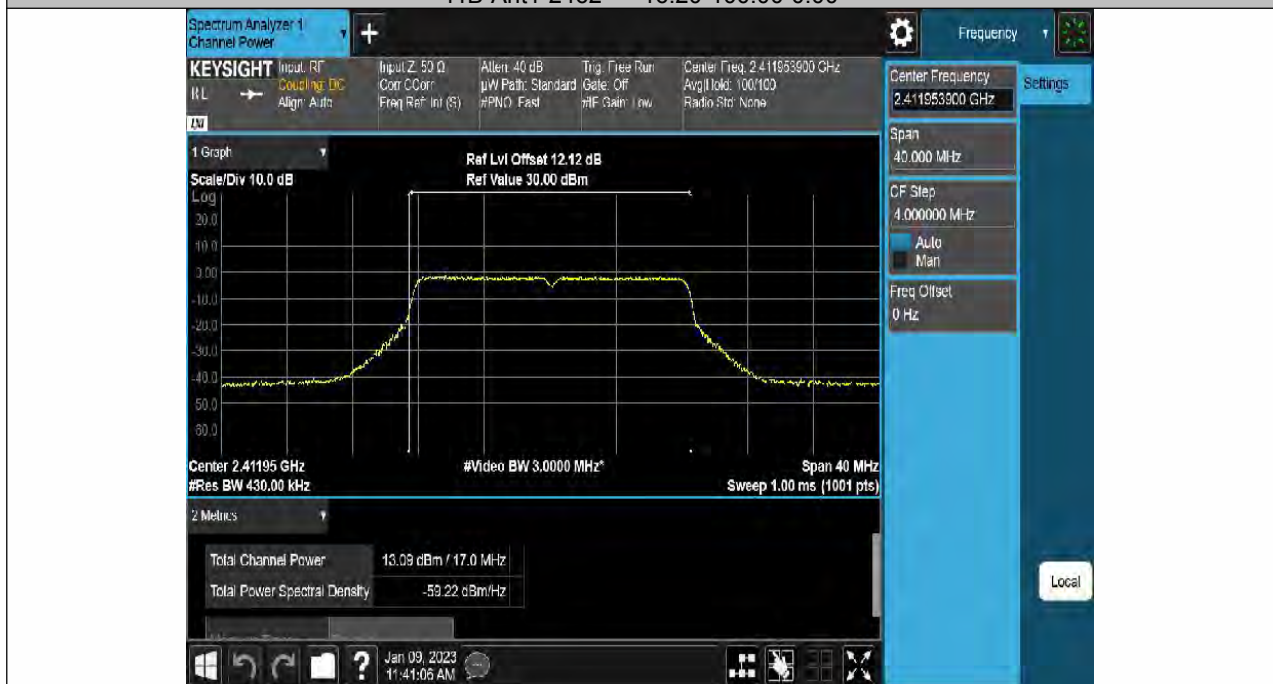 Spectrum Analyzer 1
Channel Power
+
Frequency
KEYSIGHT
Input: RF
Coupling: DC
Align: Auto
Input Z: 50 Ω
Corr CCorr
Freq Ref: Int (S)
Atten: 40 dB
µW Path: Standard
#PNO: Fast
Trig: Free Run
Gate: Off
#IF Gain: Low
Center Freq: 2.411953900 GHz
Avg|Hold: 100/100
Radio Std: None
RL
Center Frequency
2.411953900 GHz
Settings
Span
40.000 MHz
CF Step
4.000000 MHz
Auto
Man
Freq Offset
0 Hz
1 Graph
Ref Lvl Offset 12.12 dB
Scale/Div 10.0 dB
Ref Value 30.00 dBm
Log
20.0
10.0
0.00
-10.0
-20.0
-30.0
-40.0
Center 2.41195 GHz
#Video BW 3.0000 MHz*
Span 40 MHz
#Res BW 430.00 kHz
Sweep 1.00 ms (1001 pts)
2 Metrics
Total Channel Power
13.09 dBm / 17.0 MHz
Total Power Spectral Density
-59.22 dBm/Hz
Local
?
Jan 09, 2023
11:41:06 AM